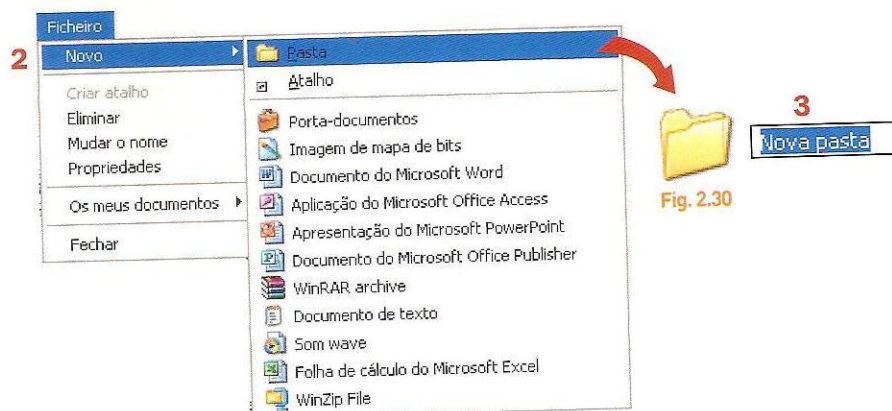 Ficheiro
2
Novo
Criar atalho
Eliminar
Mudar o nome
Propriedades
Os meus documentos
Fechar
Pasta
Atalho
Porta-documentos
Imagem de mapa de bits
Documento do Microsoft Word
Aplicação do Microsoft Office Access
Apresentação do Microsoft PowerPoint
Documento do Microsoft Office Publisher
WinRAR archive
Documento de texto
Som wave
Folha de cálculo do Microsoft Excel
WinZip File
3
Nova pasta
Fig. 2.30